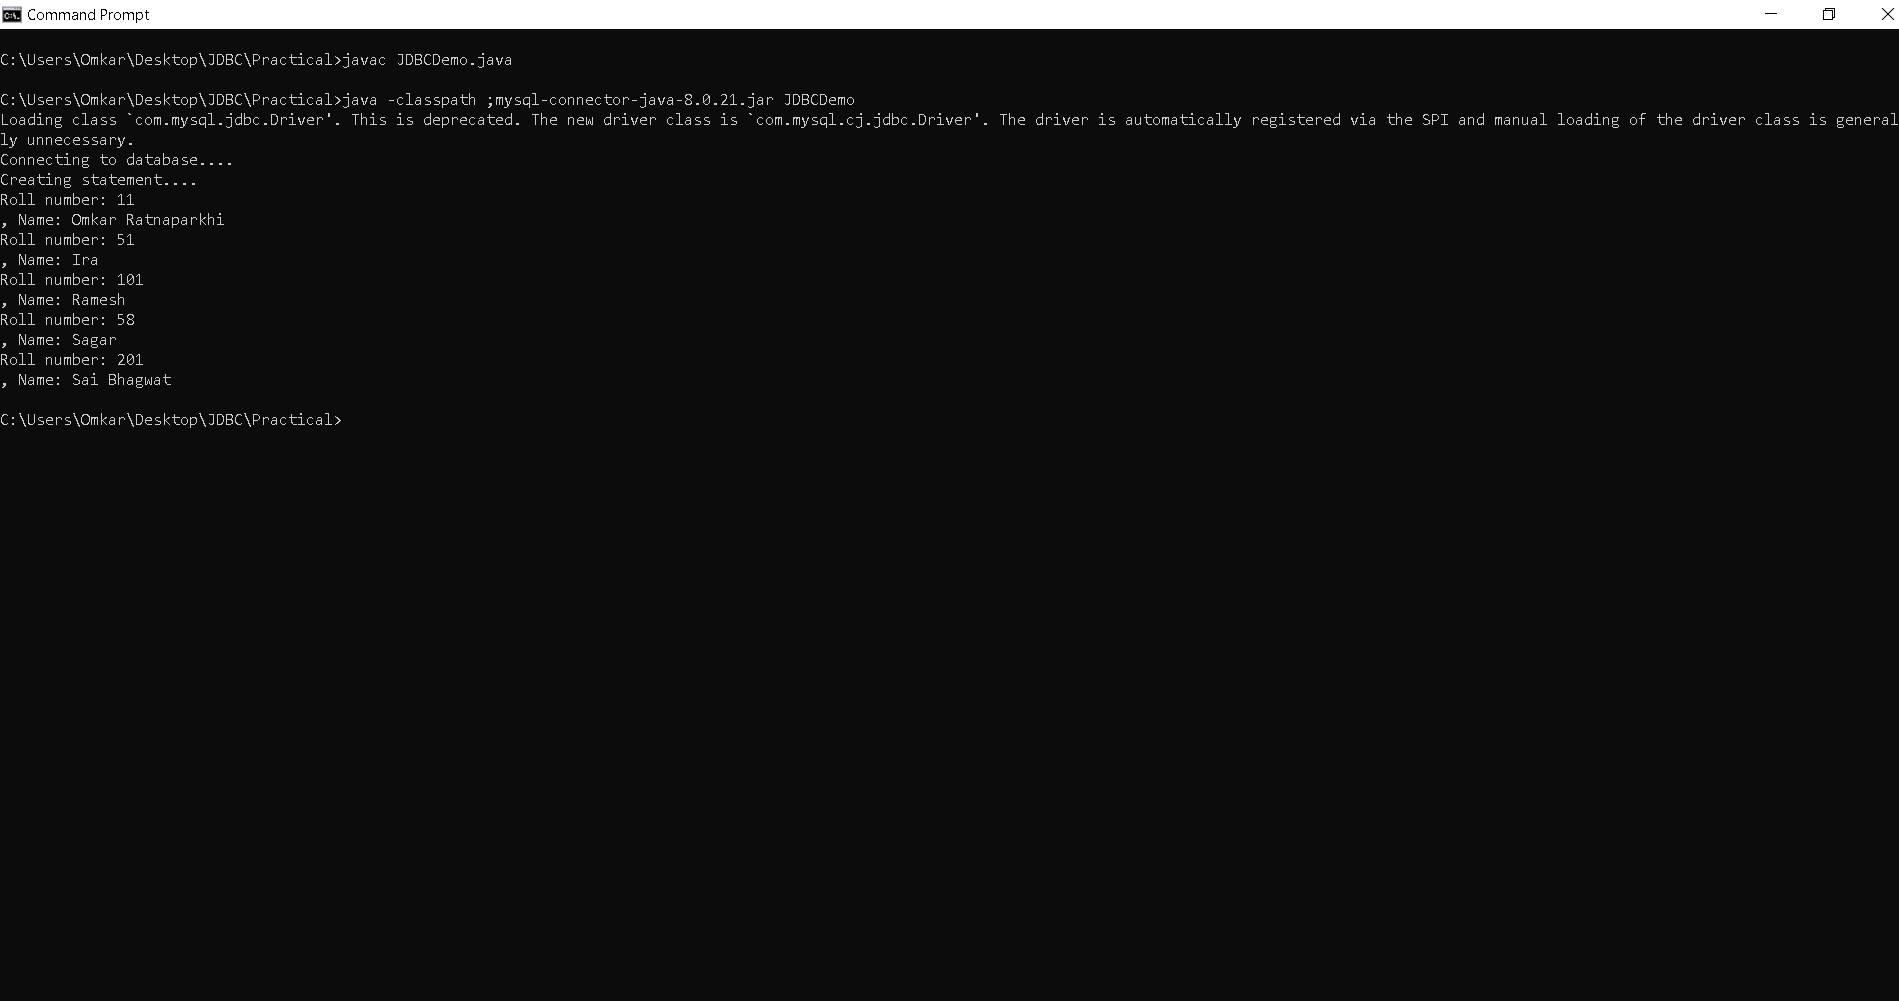 Command Prompt
C:\Users\Omkar\Desktop\JDBC\Practical>javac JDBCDemo.java
C:\Users\Omkar\Desktop\JDBC\Practical>java -classpath ;mysql-connector-java-8.0.21.jar JDBCDemo
Loading class `com.mysql.jdbc.Driver'. This is deprecated. The new driver class is `com.mysql.cj.jdbc.Driver'. The driver is automatically registered via the SPI and manual loading of the driver class is general
ly unnecessary.
Connecting to database....
Creating statement....
Roll number: 11
, Name: Omkar Ratnaparkhi
Roll number: 51
, Name: Ira
Roll number: 101
, Name: Ramesh
Roll number: 58
, Name: Sagar
Roll number: 201
, Name: Sai Bhagwat
C:\Users\Omkar\Desktop\JDBC\Practical>